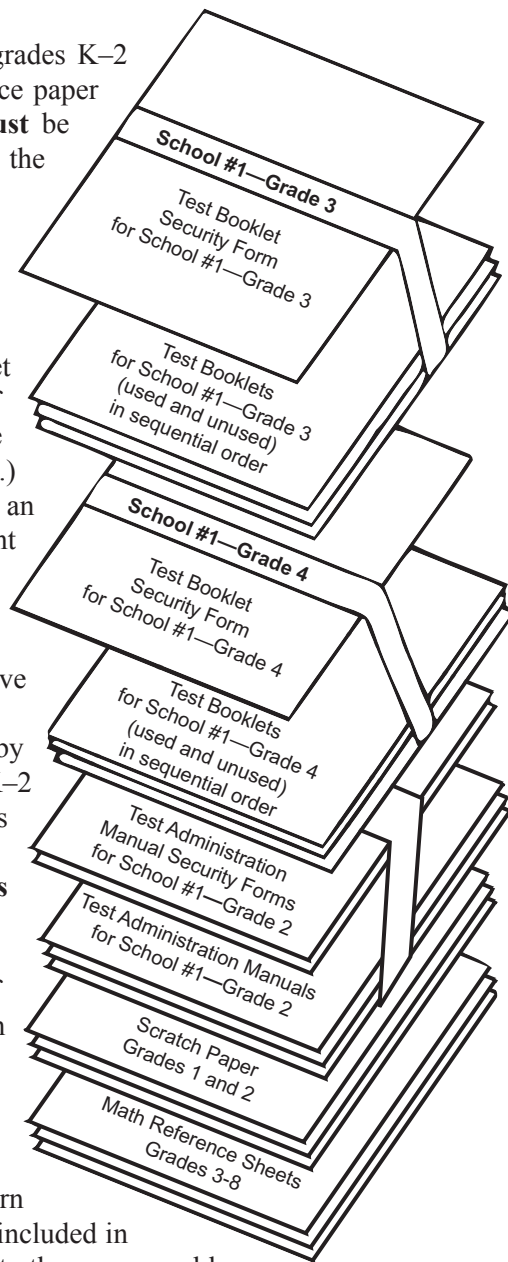 grades K–2
ce paper
ust be
the
School #1—Grade 3
Test Booklet
Security Form
for School #1—Grade 3
et
Test Booklets
for School #1—Grade 3
(used and unused)
in sequential order
e
.)
an
nt
School #1—Grade 4
Test Booklet
Security Form
for School #1—Grade 4
ve
by
K–2
s
Test Booklets
for School #1—Grade 4
(used and unused)
in sequential order
Test Administration
Manual Security Forms
for School #1—Grade 2
s
Test Administration Manuals
for School #1—Grade 2
n
Scratch Paper
Grades 1 and 2
Math Reference Sheets
Grades 3-8
rn
included in